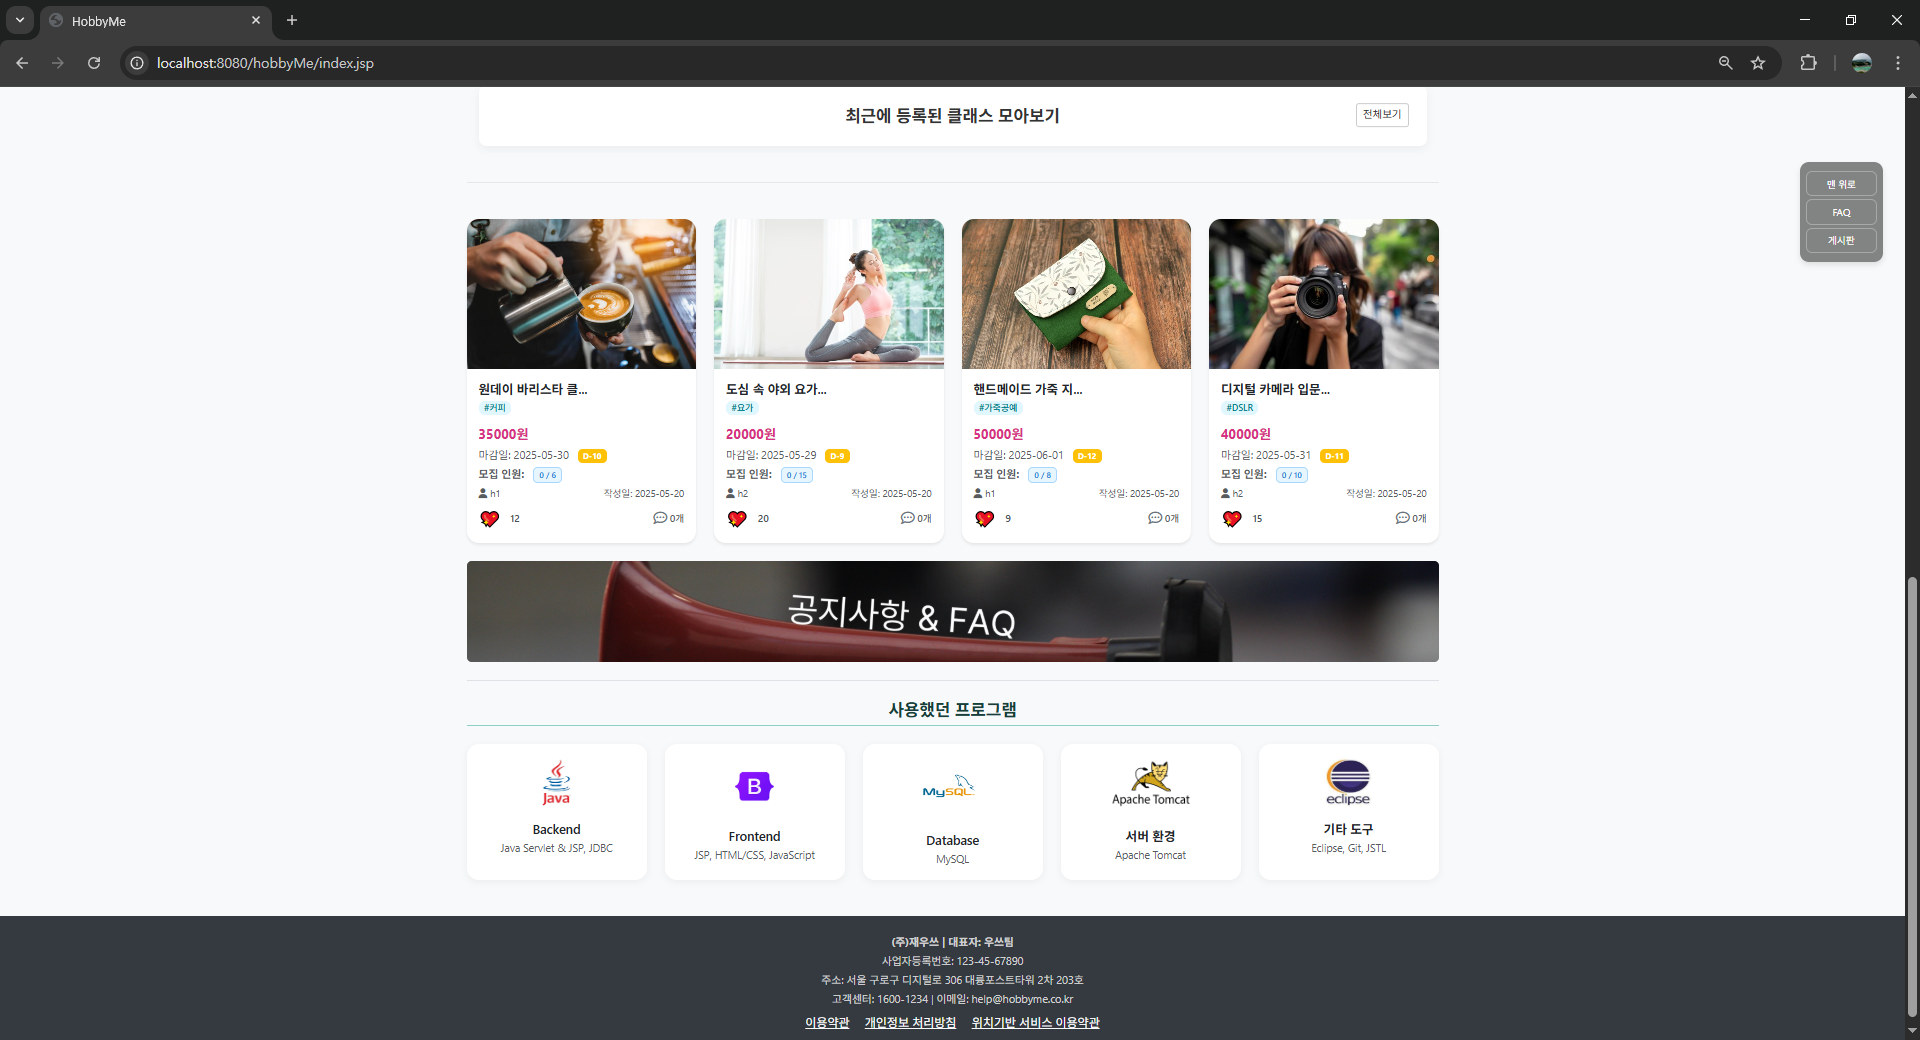 HobbyMe
localhost:8080/hobbyMe/index.jsp
최근에 등록된 클래스 모아보기
전체보기
맨 위로
FAQ
게시판
원데이 바리스타 클...
#커피
35000원
마감일: 2025-05-30 D-10
모집 인원: 0 / 6
h1 작성일: 2025-05-20
12 0개
도심 속 야외 요가...
#요가
20000원
마감일: 2025-05-29 D-9
모집 인원: 0 / 15
h2 작성일: 2025-05-20
20 0개
핸드메이드 가죽 지...
#가죽공예
50000원
마감일: 2025-06-01 D-12
모집 인원: 0 / 8
h1 작성일: 2025-05-20
9 0개
디지털 카메라 입문...
#DSLR
40000원
마감일: 2025-05-31 D-11
모집 인원: 0 / 10
h2 작성일: 2025-05-20
15 0개
공지사항 & FAQ
사용했던 프로그램
Java
Backend
Java Servlet & JSP, JDBC
B
Frontend
JSP, HTML/CSS, JavaScript
MySQL
Database
MySQL
Apache Tomcat
서버 환경
Apache Tomcat
eclipse
기타 도구
Eclipse, Git, JSTL
(주)재우쓰 | 대표자: 우쓰팀
사업자등록번호: 123-45-67890
주소: 서울 구로구 디지털로 306 대륭포스트타워 2차 203호
고객센터: 1600-1234 | 이메일: help@hobbyme.co.kr
이용약관 개인정보 처리방침 위치기반 서비스 이용약관